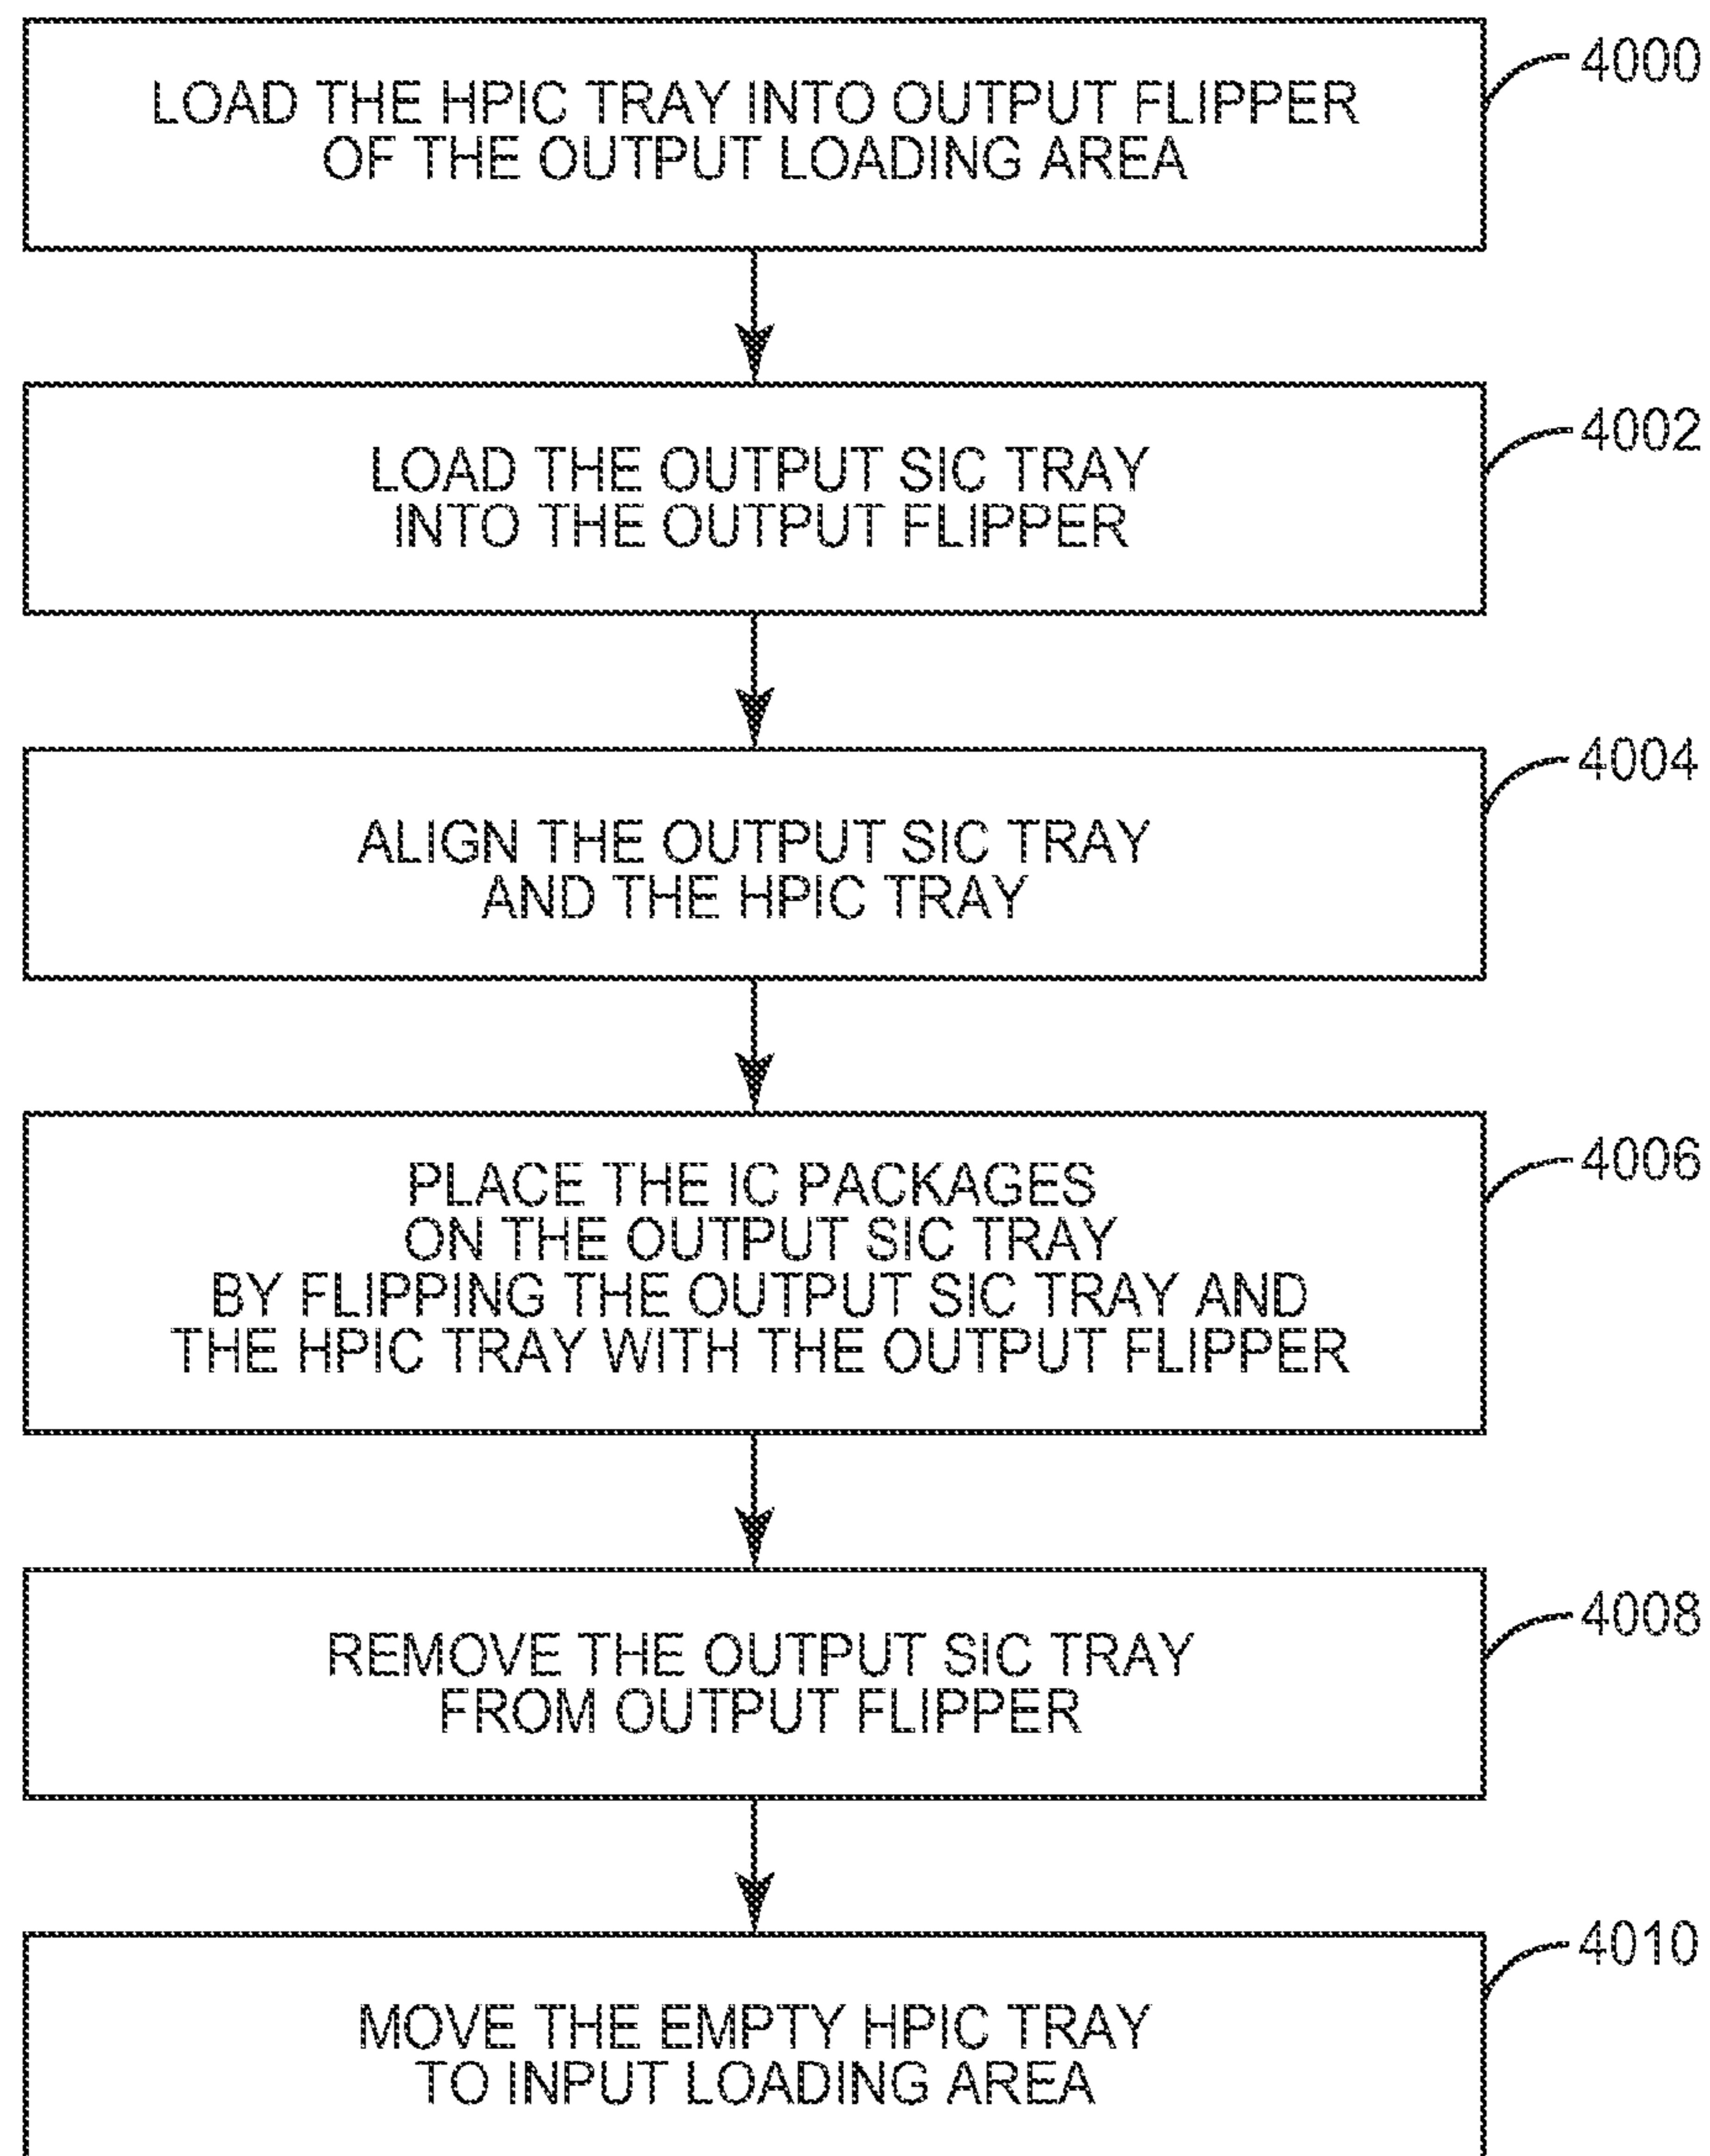 LOAD THE HPIC TRAY INTO OUTPUT FLIPPER
OF THE OUTPUT LOADING AREA
4000
LOAD THE OUTPUT SIC TRAY
INTO THE OUTPUT FLIPPER
4002
ALIGN THE OUTPUT SIC TRAY
AND THE HPIC TRAY
4004
PLACE THE IC PACKAGES
ON THE OUTPUT SIC TRAY
BY FLIPPING THE OUTPUT SIC TRAY AND
THE HPIC TRAY WITH THE OUTPUT FLIPPER
4006
REMOVE THE OUTPUT SIC TRAY
FROM OUTPUT FLIPPER
4008
MOVE THE EMPTY HPIC TRAY
TO INPUT LOADING AREA
4010